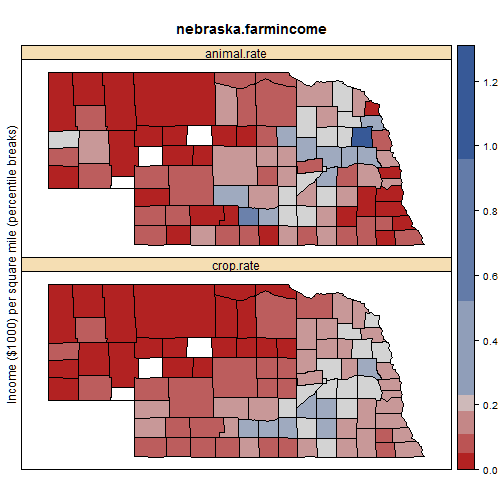 nebraska.farmincome
animal.rate
crop.rate
Income ($1000) per square mile (percentile breaks)
1.2
1.0
0.8
0.6
0.4
0.2
0.0